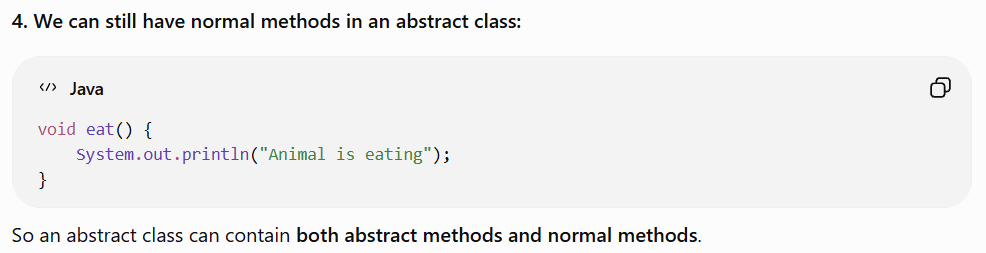 4. We can still have normal methods in an abstract class:
</> Java
void eat() {
    System.out.println("Animal is eating");
}
So an abstract class can contain both abstract methods and normal methods.